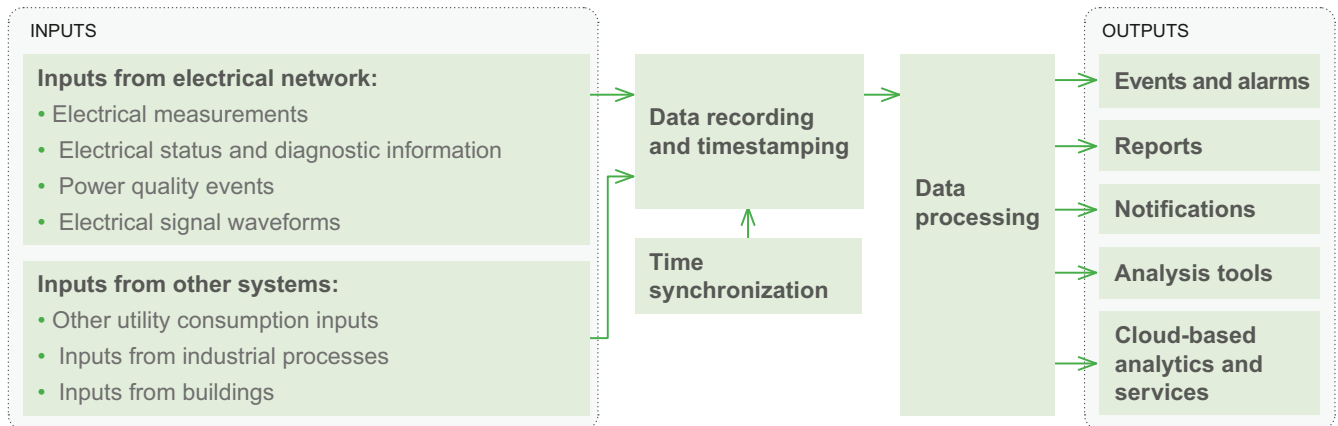 INPUTS
Inputs from electrical network:
• Electrical measurements
• Electrical status and diagnostic information
• Power quality events
• Electrical signal waveforms
Inputs from other systems:
• Other utility consumption inputs
• Inputs from industrial processes
• Inputs from buildings
Data recording
and timestamping
Time
synchronization
Data
processing
OUTPUTS
Events and alarms
Reports
Notifications
Analysis tools
Cloud-based
analytics and
services